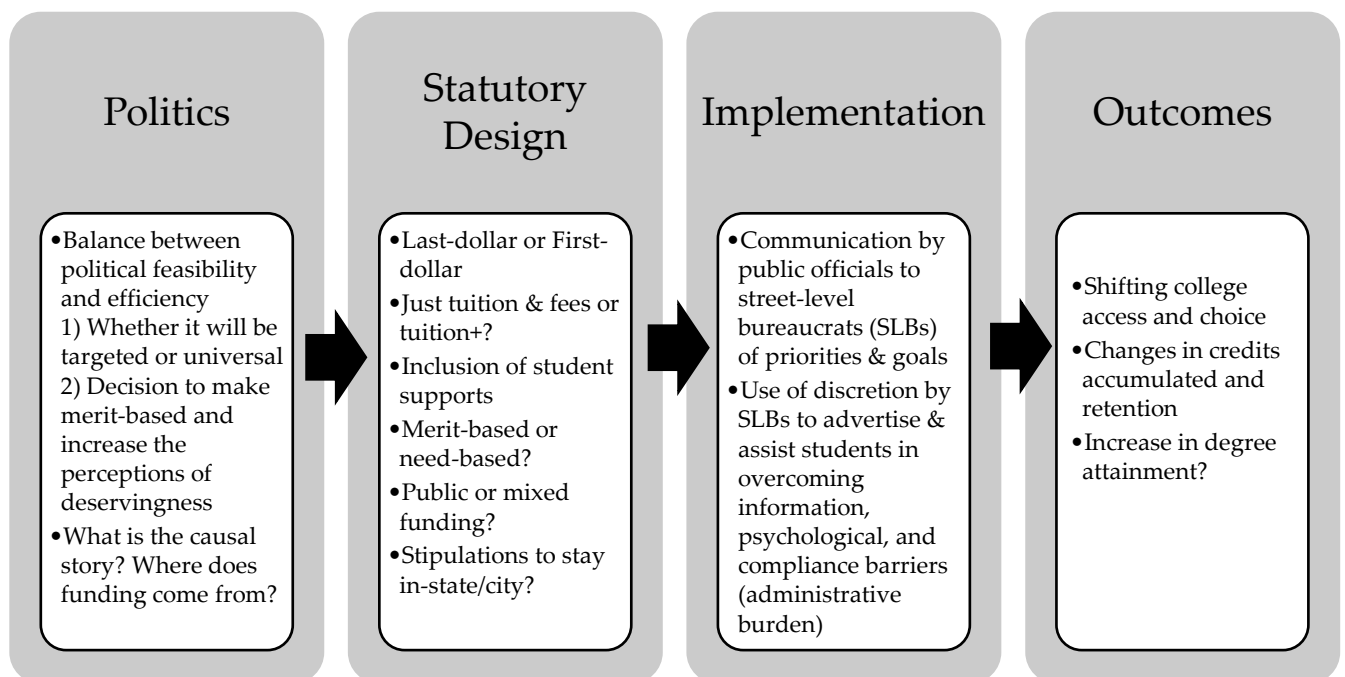 Politics
•Balance between
political feasibility
and efficiency
1) Whether it will be
targeted or universal
2) Decision to make
merit-based and
increase the
perceptions of
deservingness
•What is the causal
story? Where does
funding come from?
Statutory
Design
•Last-dollar or First-
dollar
•Just tuition & fees or
tuition+?
•Inclusion of student
supports
•Merit-based or
need-based?
•Public or mixed
funding?
•Stipulations to stay
in-state/city?
Implementation
•Communication by
public officials to
street-level
bureaucrats (SLBs)
of priorities & goals
•Use of discretion by
SLBs to advertise &
assist students in
overcoming
information,
psychological, and
compliance barriers
(administrative
burden)
Outcomes
•Shifting college
access and choice
•Changes in credits
accumulated and
retention
•Increase in degree
attainment?